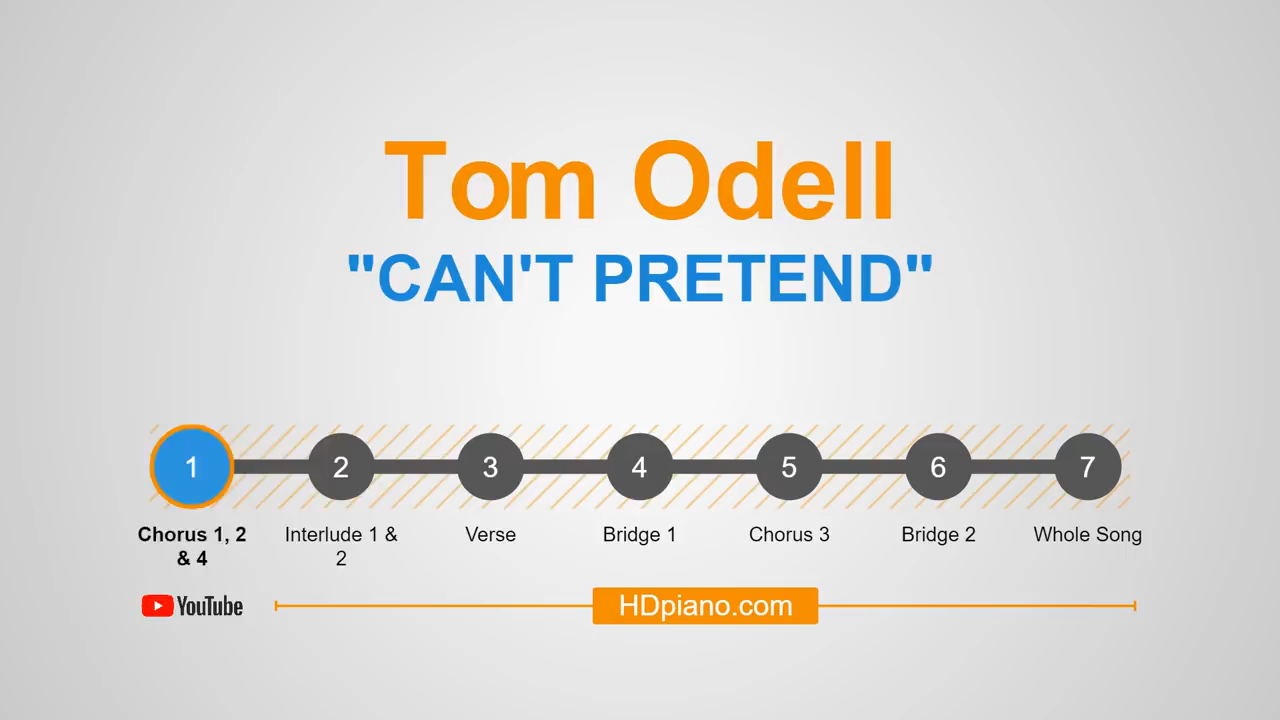 Tom Odell
"CAN'T PRETEND"
1 2 3 4 5 6 7
Chorus 1, 2 & 4
Interlude 1 & 2
Verse
Bridge 1
Chorus 3
Bridge 2
Whole Song
YouTube
HDpiano.com